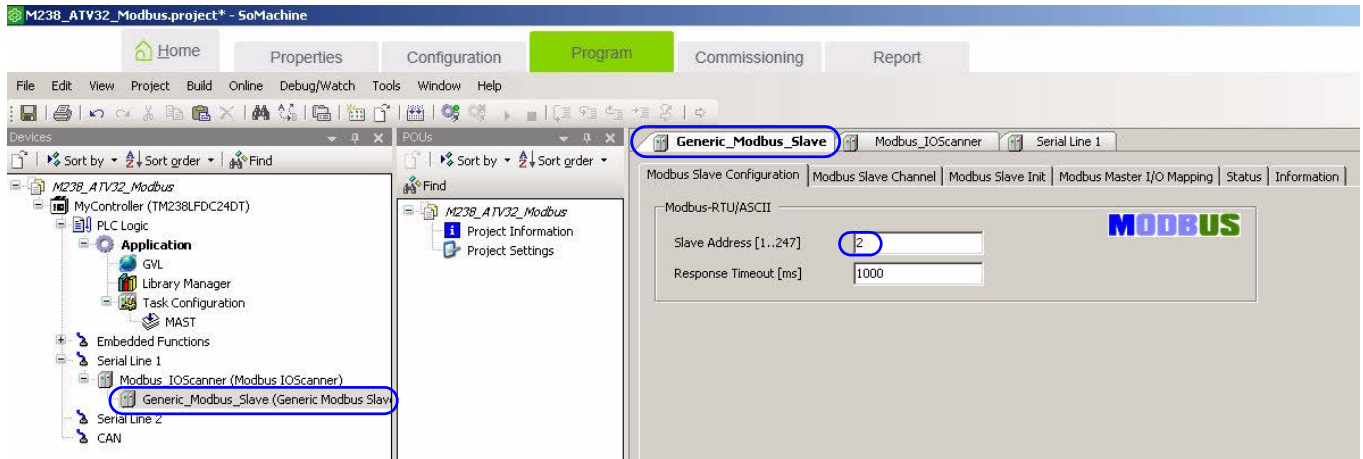 M238_ATV32_Modbus.project* - SoMachine
Home Properties Configuration Program Commissioning Report
File Edit View Project Build Online Debug/Watch Tools Window Help
Devices
Sort by Sort order Find
M238_ATV32_Modbus
MyController (TM238LFDC24DT)
PLC Logic
Application
GVL
Library Manager
Task Configuration
MAST
Embedded Functions
Serial Line 1
Modbus_IOScanner (Modbus IOScanner)
Generic_Modbus_Slave (Generic Modbus Slav
Serial Line 2
CAN
POUs
Sort by Sort order
Find
M238_ATV32_Modbus
Project Information
Project Settings
Generic_Modbus_Slave Modbus_IOScanner Serial Line 1
Modbus Slave Configuration Modbus Slave Channel Modbus Slave Init Modbus Master I/O Mapping Status Information
Modbus-RTU/ASCII
MODBUS
Slave Address [1..247] 2
Response Timeout [ms] 1000